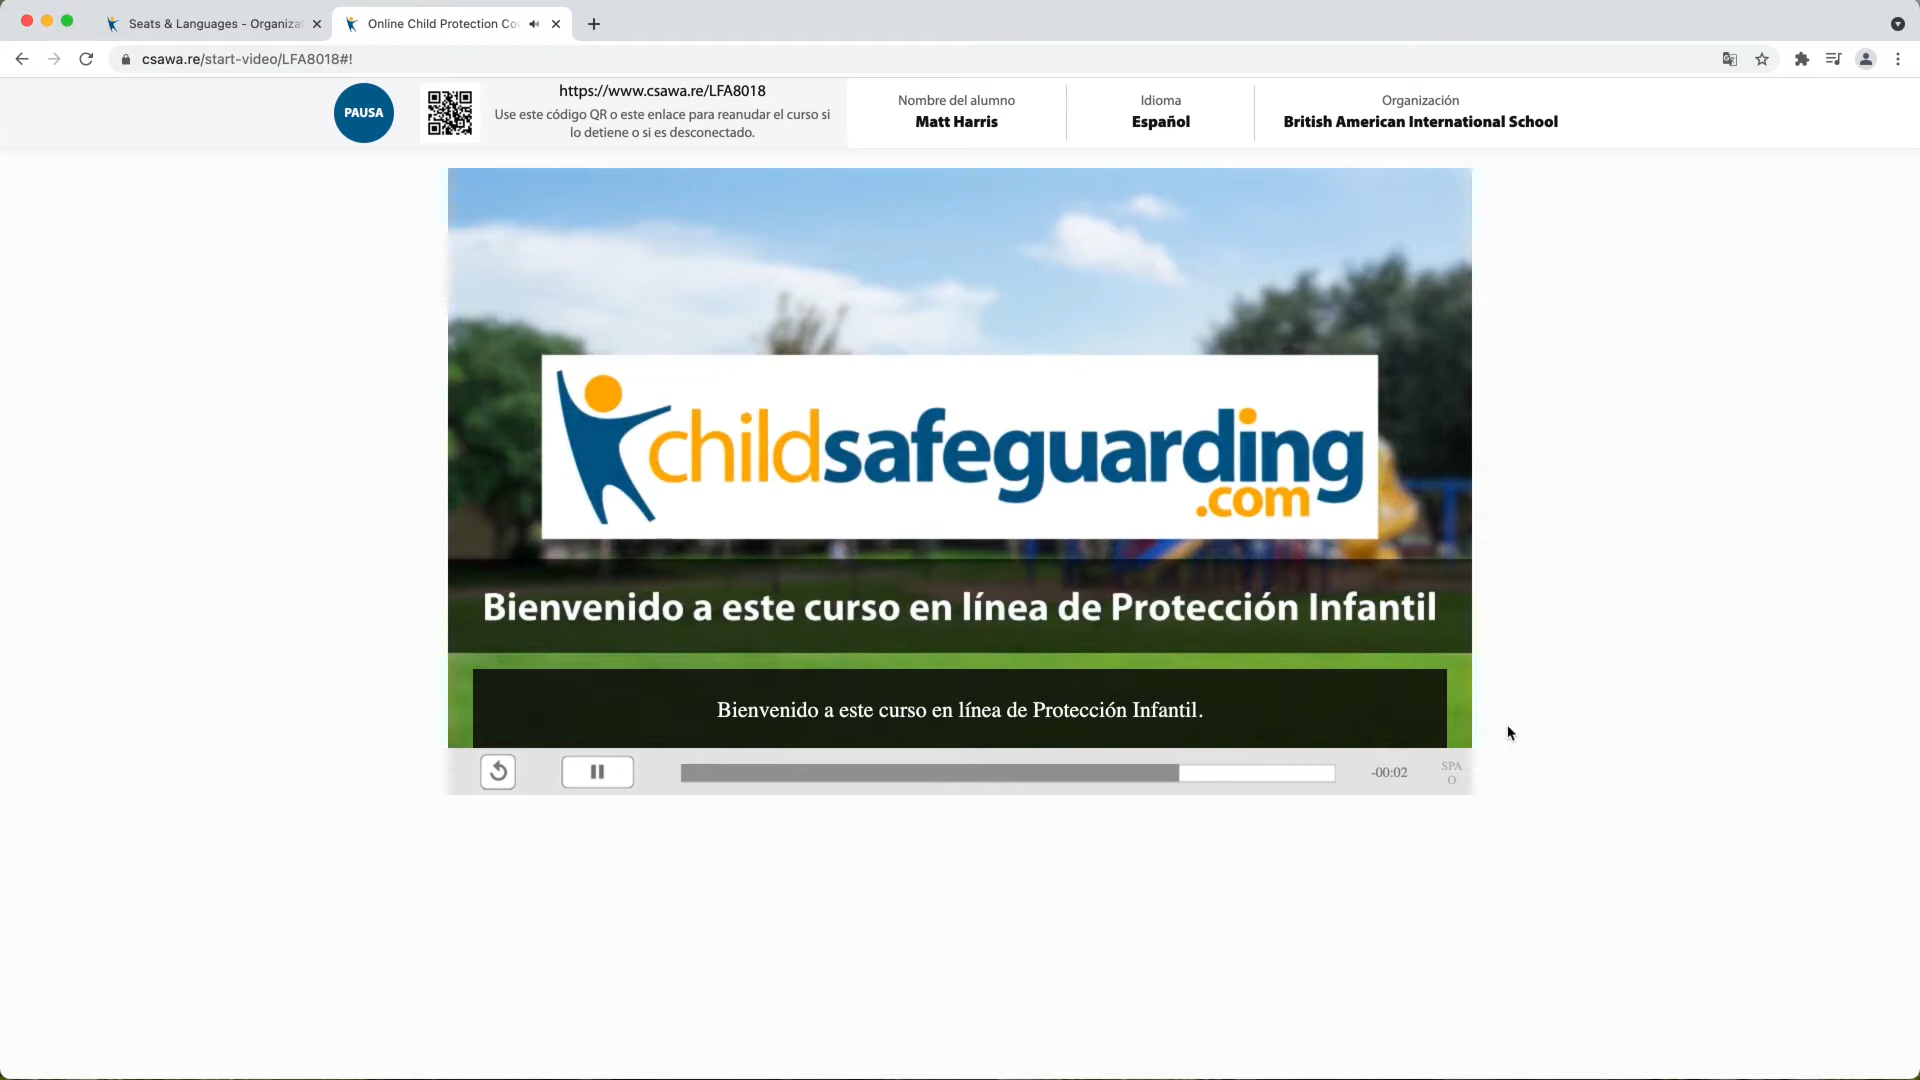 Seats & Languages - Organiza
Online Child Protection Co
csawa.re/start-video/LFA8018#!
PAUSA
https://www.csawa.re/LFA8018
Use este código QR o este enlace para reanudar el curso si
lo detiene o si es desconectado.
Nombre del alumno
Matt Harris
Idioma
Español
Organización
British American International School
childsafeguarding
.com
Bienvenido a este curso en línea de Protección Infantil
Bienvenido a este curso en línea de Protección Infantil.
-00:02
SPA
O